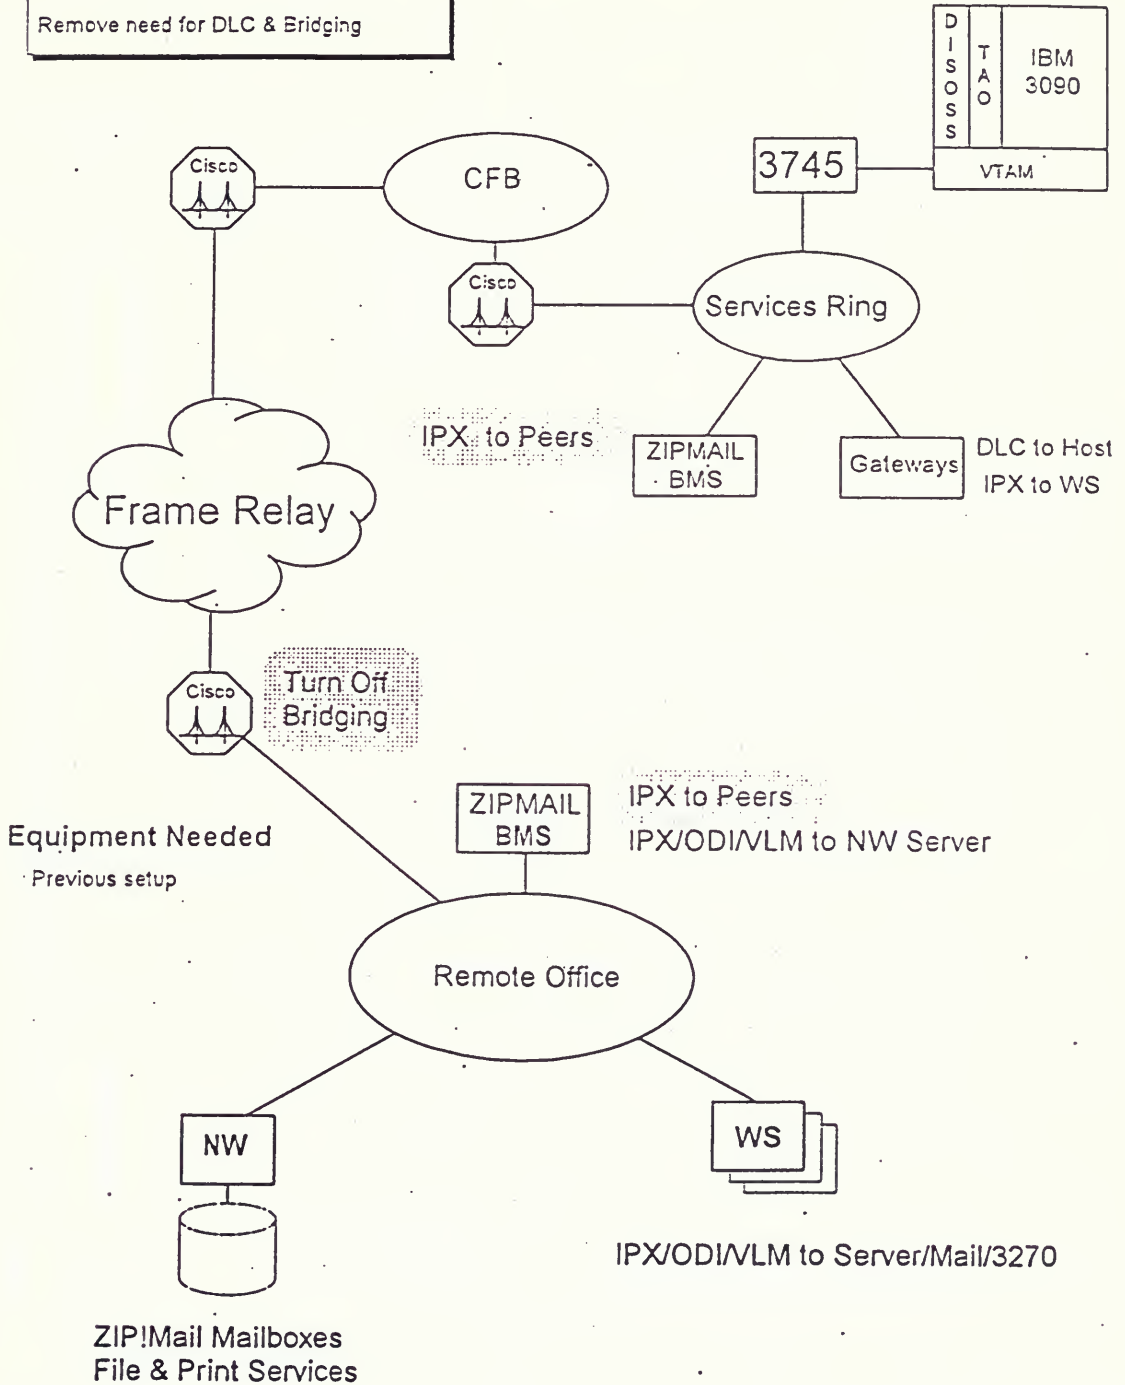 Remove need for DLC & Bridging
DISOSS
TAO
IBM
3090
VTAM
3745
Cisco
CFB
Cisco
Services Ring
IPX to Peers
ZIPMAIL
BMS
Gateways
DLC to Host
IPX to WS
Frame Relay
Cisco
Turn Off
Bridging
ZIPMAIL
BMS
IPX to Peers
IPX/ODI/VLM to NW Server
Equipment Needed
· Previous setup
Remote Office
NW
WS
IPX/ODI/VLM to Server/Mail/3270
ZIP!Mail Mailboxes
File & Print Services